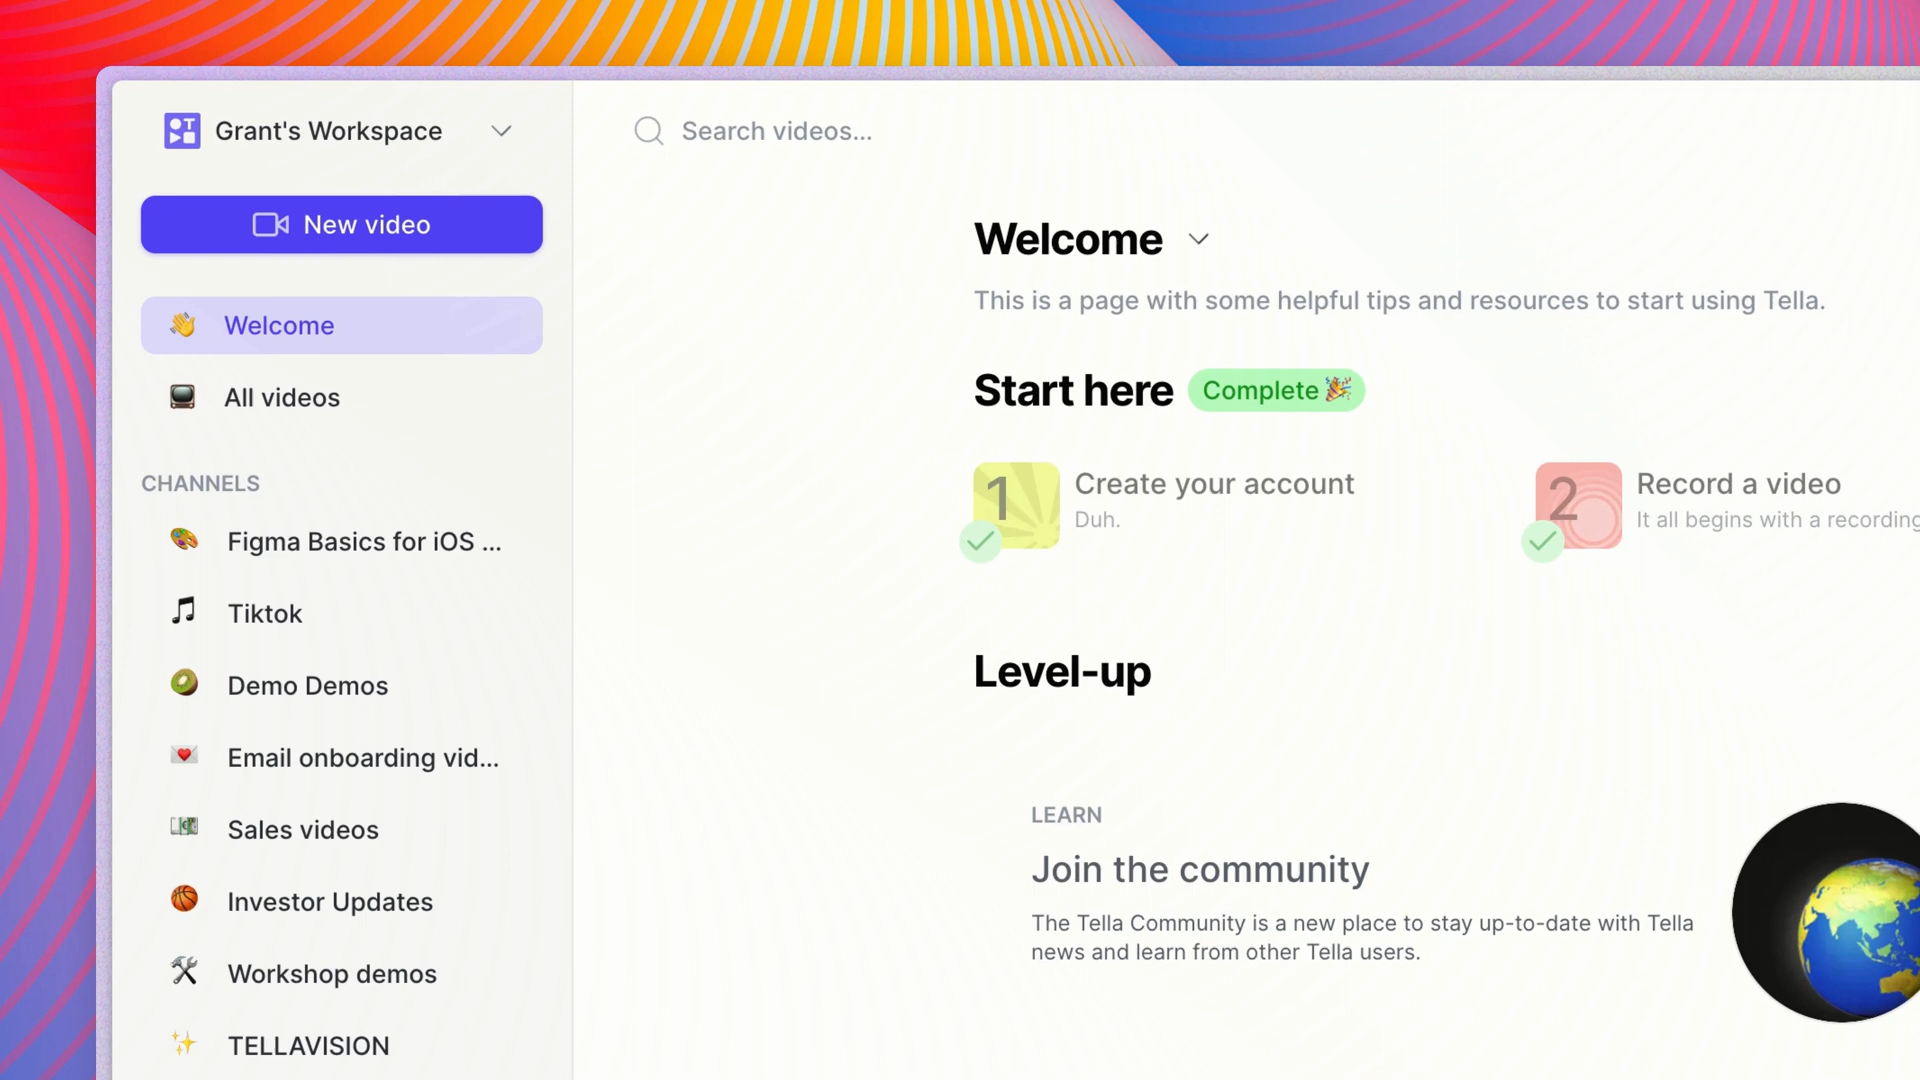 Grant's Workspace
New video
Welcome
All videos
CHANNELS
Figma Basics for iOS ...
Tiktok
Demo Demos
Email onboarding vid...
Sales videos
Investor Updates
Workshop demos
TELLAVISION
Search videos...
Welcome
This is a page with some helpful tips and resources to start using Tella.
Start here Complete 🎉
1 Create your account
Duh.
2 Record a video
It all begins with a recording
Level-up
LEARN
Join the community
The Tella Community is a new place to stay up-to-date with Tella
news and learn from other Tella users.